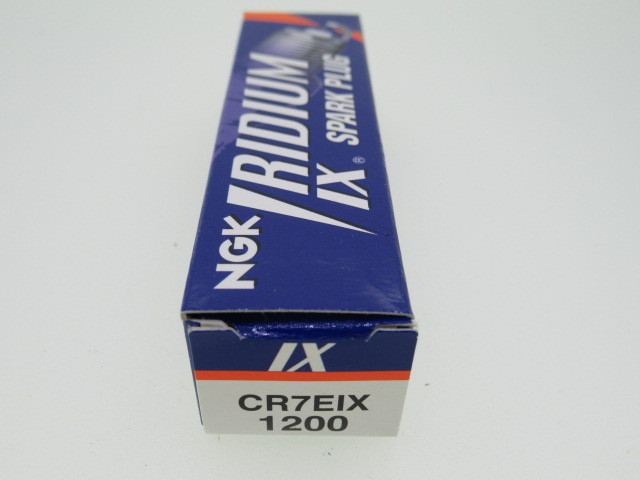 NGK IRIDIUM
IX® SPARK PLUG
IX
CR7EIX
1200